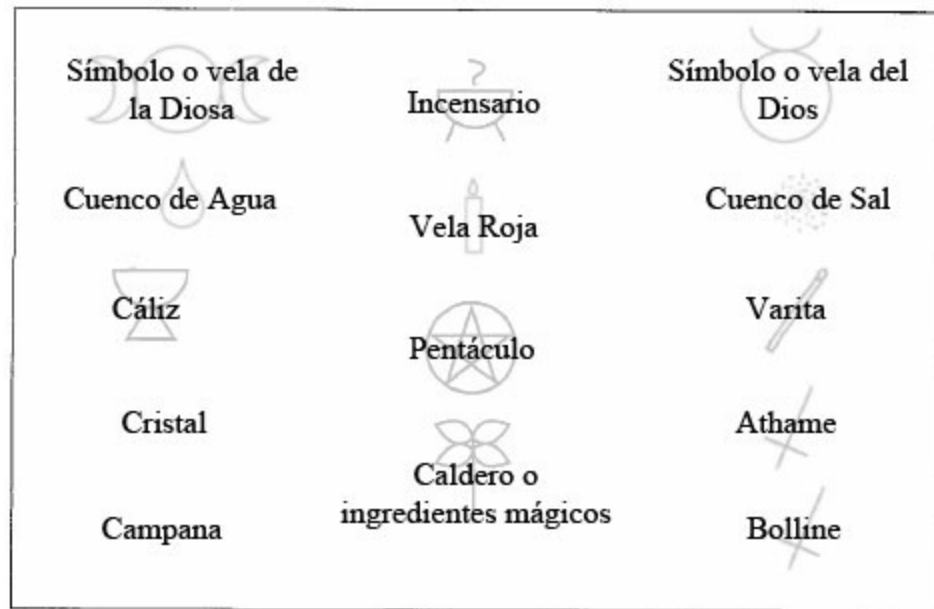 Símbolo o vela de
la Diosa
Incensario
Símbolo o vela del
Dios
Cuenco de Agua
Vela Roja
Cuenco de Sal
Cáliz
Pentáculo
Varita
Cristal
Caldero o
ingredientes mágicos
Athame
Campana
Bolline